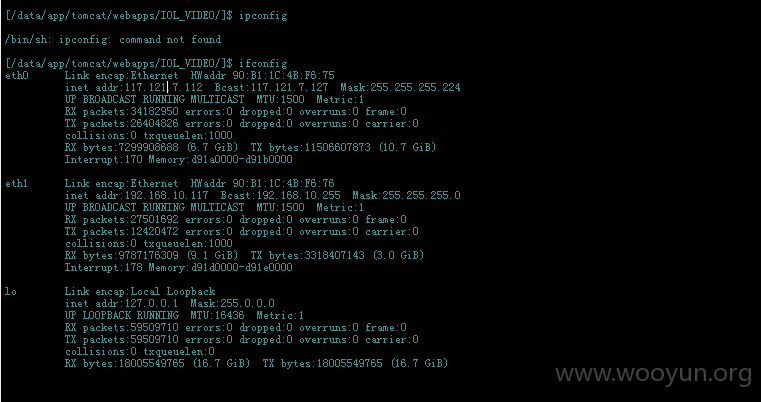 [/data/app/tomcat/webapps/IOL_VIDEO/]$ ipconfig
/bin/sh: ipconfig: command not found
[/data/app/tomcat/webapps/IOL_VIDEO/]$ ifconfig
eth0 Link encap:Ethernet HWaddr 90:B1:1C:4B:F6:75
inet addr:117.121.7.112 Bcast:117.121.7.127 Mask:255.255.255.224
UP BROADCAST RUNNING MULTICAST MTU:1500 Metric:1
RX packets:34182950 errors:0 dropped:0 overruns:0 frame:0
TX packets:26404826 errors:0 dropped:0 overruns:0 carrier:0
collisions:0 txqueuelen:1000
RX bytes:7299908688 (6.7 GiB) TX bytes:11506607873 (10.7 GiB)
Interrupt:170 Memory:d91a0000-d91b0000
eth1 Link encap:Ethernet HWaddr 90:B1:1C:4B:F6:76
inet addr:192.168.10.117 Bcast:192.168.10.255 Mask:255.255.255.0
UP BROADCAST RUNNING MULTICAST MTU:1500 Metric:1
RX packets:27501692 errors:0 dropped:0 overruns:0 frame:0
TX packets:12420472 errors:0 dropped:0 overruns:0 carrier:0
collisions:0 txqueuelen:1000
RX bytes:9787176309 (9.1 GiB) TX bytes:3318407143 (3.0 GiB)
Interrupt:178 Memory:d91d0000-d91e0000
lo Link encap:Local Loopback
inet addr:127.0.0.1 Mask:255.0.0.0
UP LOOPBACK RUNNING MTU:16436 Metric:1
RX packets:59509710 errors:0 dropped:0 overruns:0 frame:0
TX packets:59509710 errors:0 dropped:0 overruns:0 carrier:0
collisions:0 txqueuelen:0
RX bytes:18005549765 (16.7 GiB) TX bytes:18005549765 (16.7 GiB)
www.wooyun.org